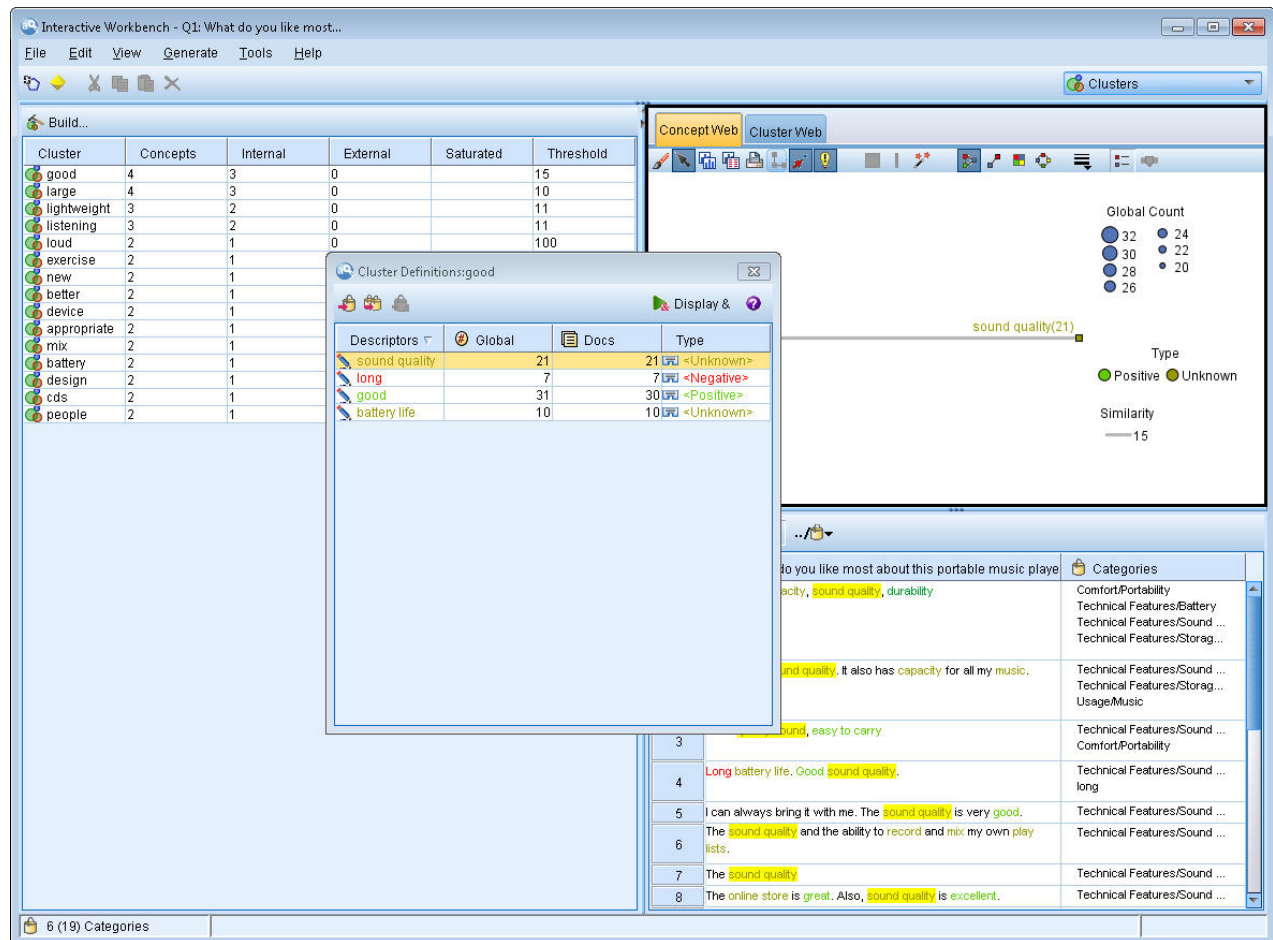 Interactive Workbench - Q1: What do you like most...
File Edit View Generate Tools Help
Clusters
Build...
Cluster Concepts Internal External Saturated Threshold
good 4 3 0 15
large 4 3 0 10
lightweight 3 2 0 11
listening 3 2 0 11
loud 2 1 0 100
exercise 2 1
new 2 1
better 2 1
device 2 1
appropriate 2 1
mix 2 1
battery 2 1
design 2 1
cds 2 1
people 2 1
Cluster Definitions:good
Display &
Descriptors Global Docs Type
sound quality 21 21 <Unknown>
long 7 7 <Negative>
good 31 30 <Positive>
battery life 10 10 <Unknown>
Concept Web Cluster Web
Global Count
32 24
30 22
28 20
26
sound quality(21)
Type
Positive Unknown
Similarity
15
../
do you like most about this portable music playe Categories
acity, sound quality, durability
Comfort/Portability
Technical Features/Battery
Technical Features/Sound ...
Technical Features/Storag...
und quality. It also has capacity for all my music.
Technical Features/Sound ...
Technical Features/Storag...
Usage/Music
3
ound, easy to carry
Technical Features/Sound ...
Comfort/Portability
4
Long battery life. Good sound quality.
Technical Features/Sound ...
long
5 I can always bring it with me. The sound quality is very good. Technical Features/Sound ...
6
The sound quality and the ability to record and mix my own play
lists.
Technical Features/Sound ...
7 The sound quality Technical Features/Sound ...
8 The online store is great. Also, sound quality is excellent. Technical Features/Sound ...
6 (19) Categories